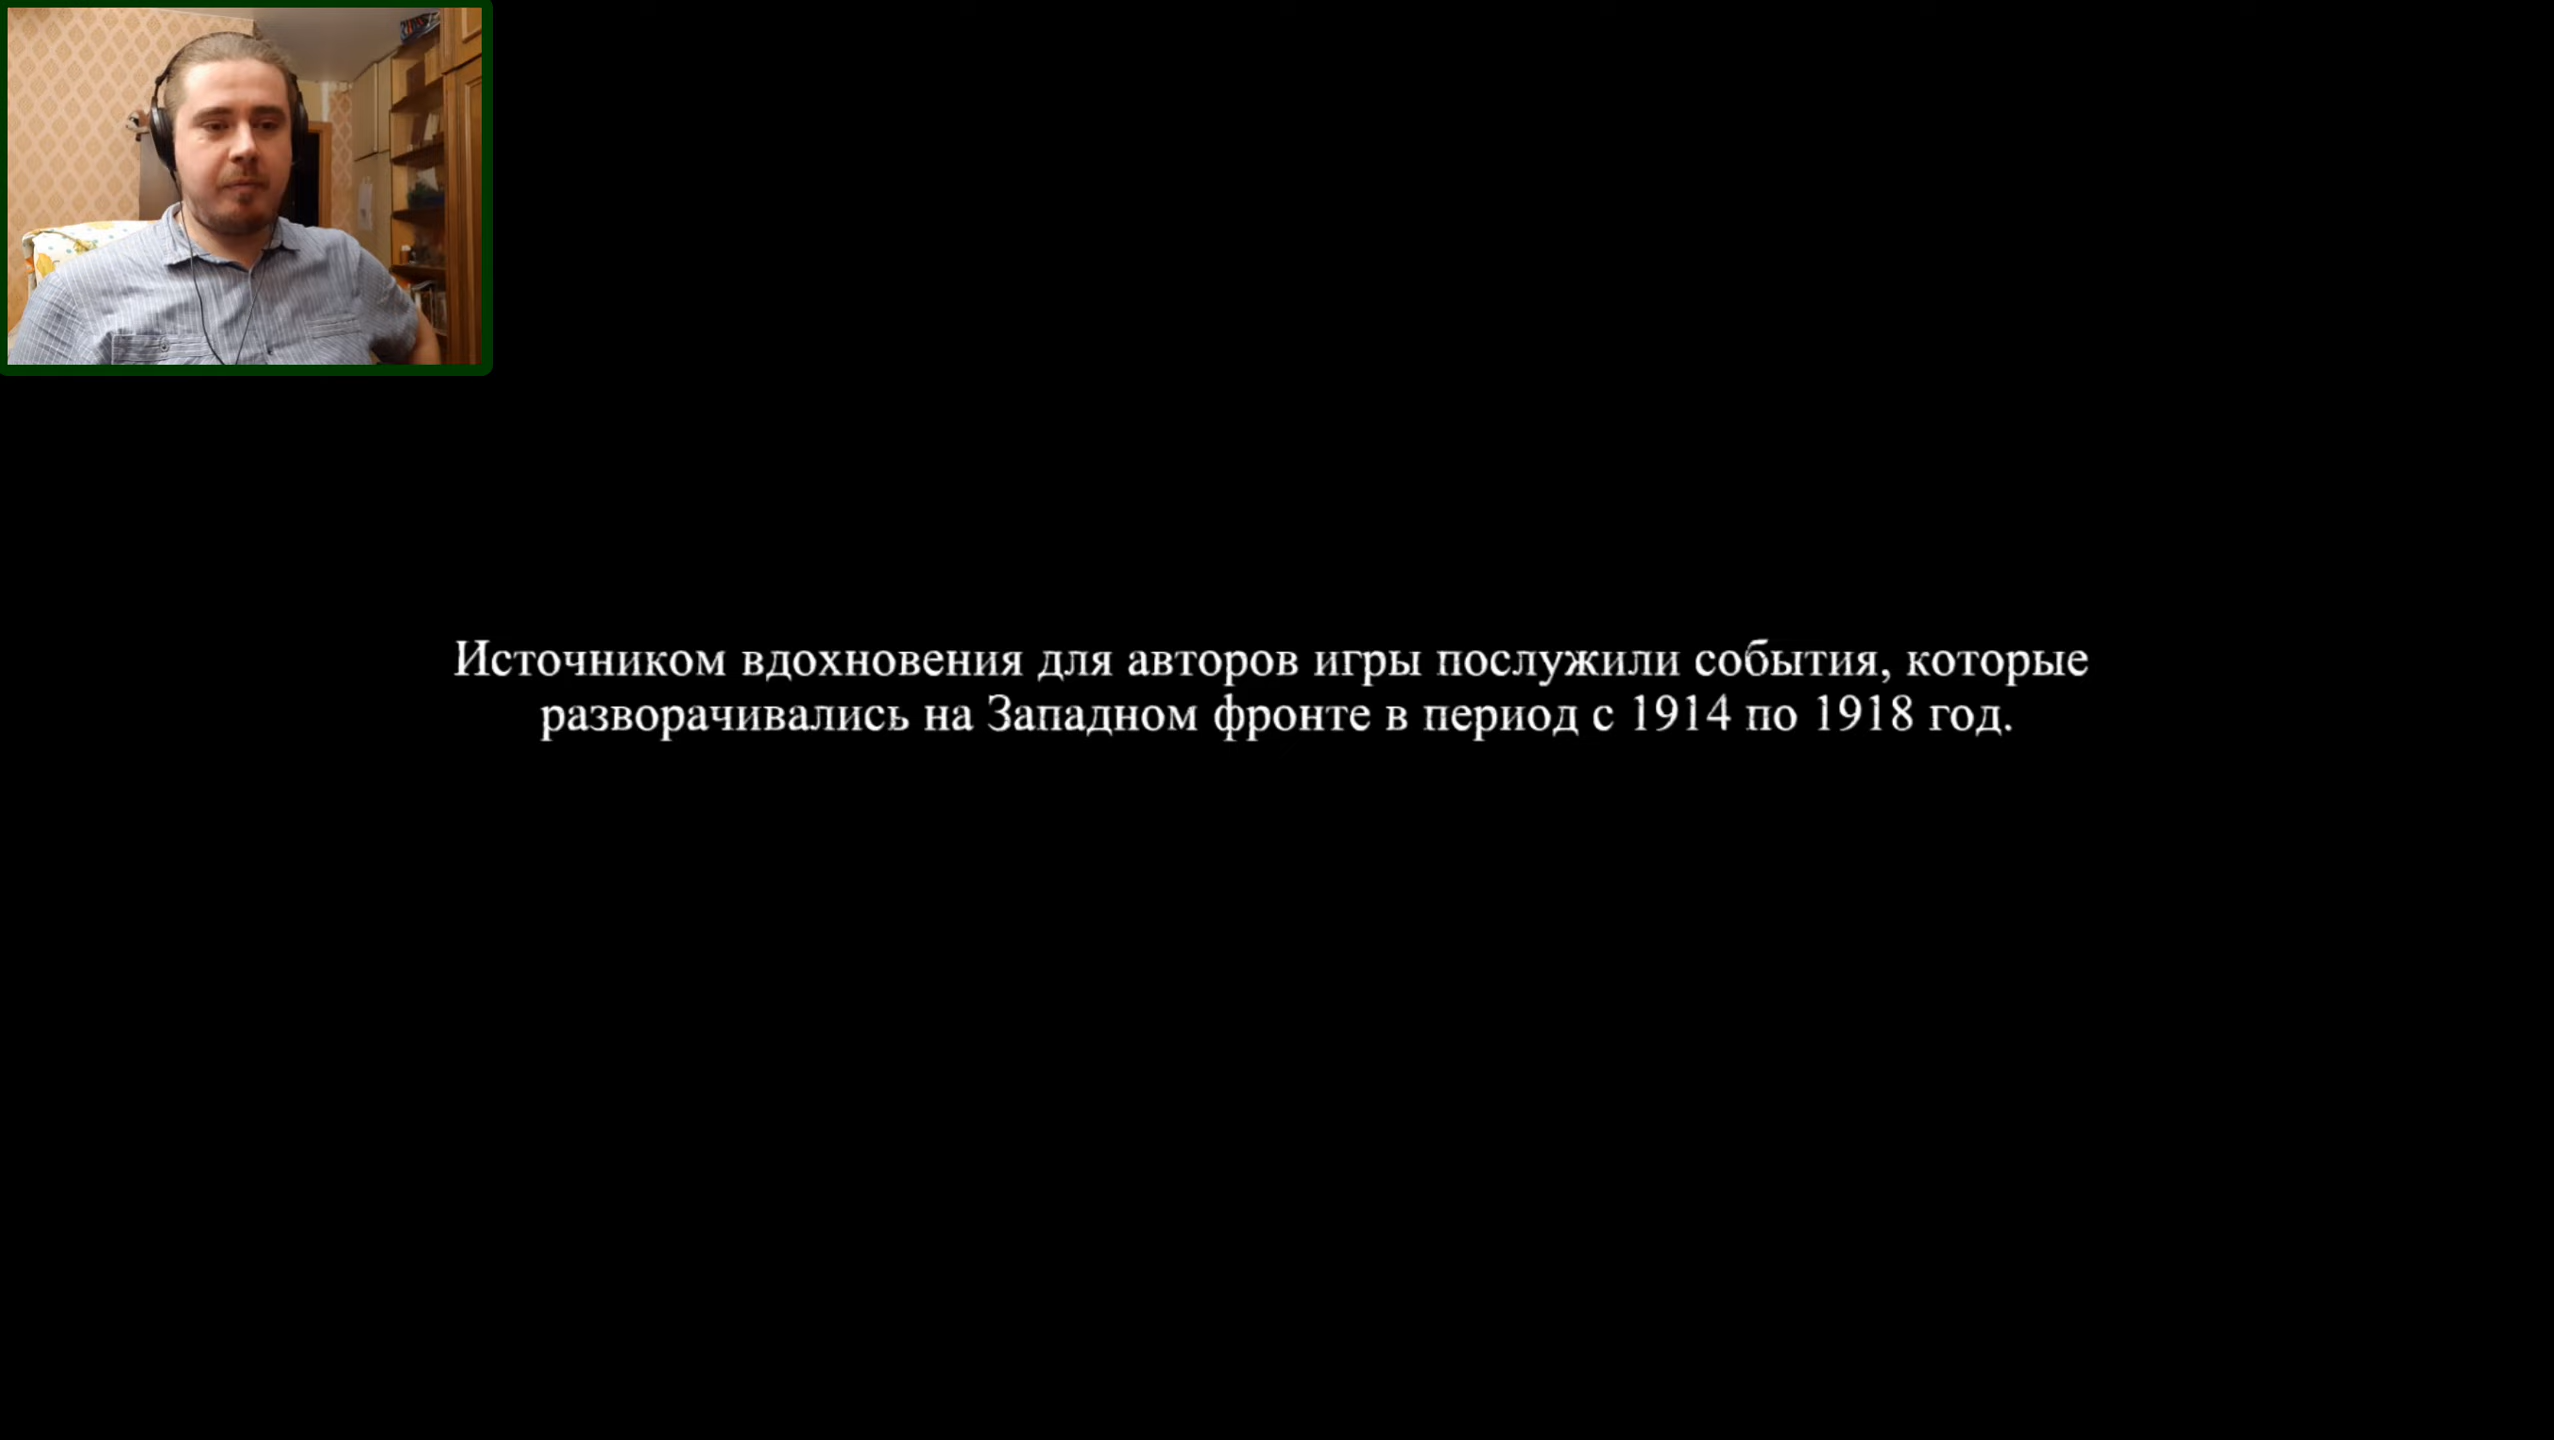 Источником вдохновения для авторов игры послужили события, которые
разворачивались на Западном фронте в период с 1914 по 1918 год.